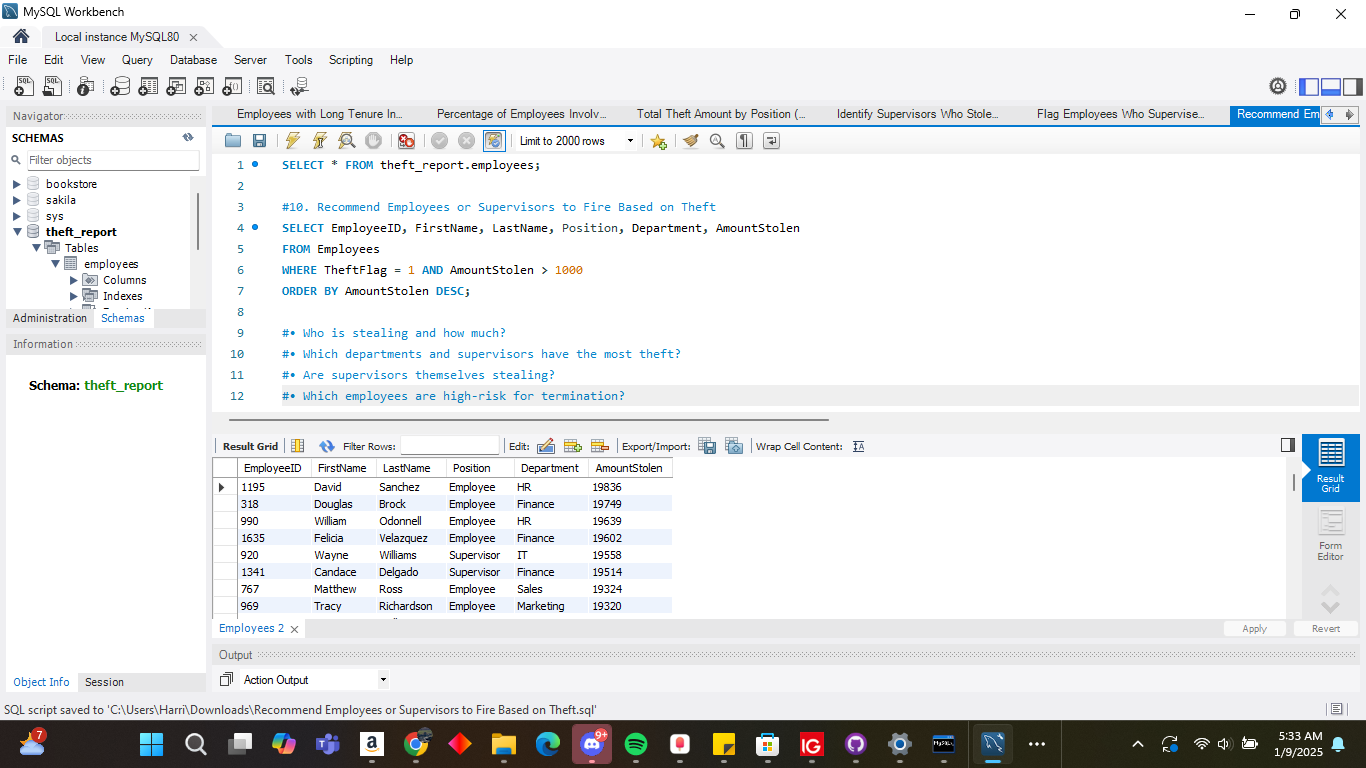 MySQL Workbench
Local instance MySQL80
File Edit View Query Database Server Tools Scripting Help
Navigator
SCHEMAS
Filter objects
bookstore
sakila
sys
theft_report
Tables
employees
Columns
Indexes
Administration Schemas
Information
Schema: theft_report
Object Info Session
Employees with Long Tenure In... Percentage of Employees Involv... Total Theft Amount by Position (... Identify Supervisors Who Stole... Flag Employees Who Supervise... Recommend Em
Limit to 2000 rows
1 SELECT * FROM theft_report.employees;
2
3 #10. Recommend Employees or Supervisors to Fire Based on Theft
4 SELECT EmployeeID, FirstName, LastName, Position, Department, AmountStolen
5 FROM Employees
6 WHERE TheftFlag = 1 AND AmountStolen > 1000
7 ORDER BY AmountStolen DESC;
8
9 #• Who is stealing and how much?
10 #• Which departments and supervisors have the most theft?
11 #• Are supervisors themselves stealing?
12 #• Which employees are high-risk for termination?
Result Grid Filter Rows: Edit: Export/Import: Wrap Cell Content:
EmployeeID FirstName LastName Position Department AmountStolen
1195 David Sanchez Employee HR 19836
318 Douglas Brock Employee Finance 19749
990 William Odonnell Employee HR 19639
1635 Felicia Velazquez Employee Finance 19602
920 Wayne Williams Supervisor IT 19558
1341 Candace Delgado Supervisor Finance 19514
767 Matthew Ross Employee Sales 19324
969 Tracy Richardson Employee Marketing 19320
Result
Grid
Form
Editor
Employees 2
Apply Revert
Output
Action Output
SQL script saved to 'C:\Users\Harri\Downloads\Recommend Employees or Supervisors to Fire Based on Theft.sql'
7
a
9+
IG
MySQL
5:33 AM
1/9/2025